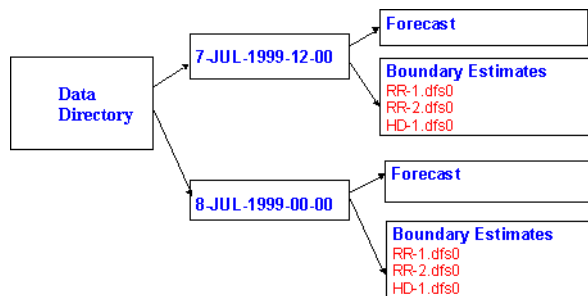 Data
Directory
7-JUL-1999-12-00
Forecast
Boundary Estimates
RR-1.dfs0
RR-2.dfs0
HD-1.dfs0
8-JUL-1999-00-00
Forecast
Boundary Estimates
RR-1.dfs0
RR-2.dfs0
HD-1.dfs0